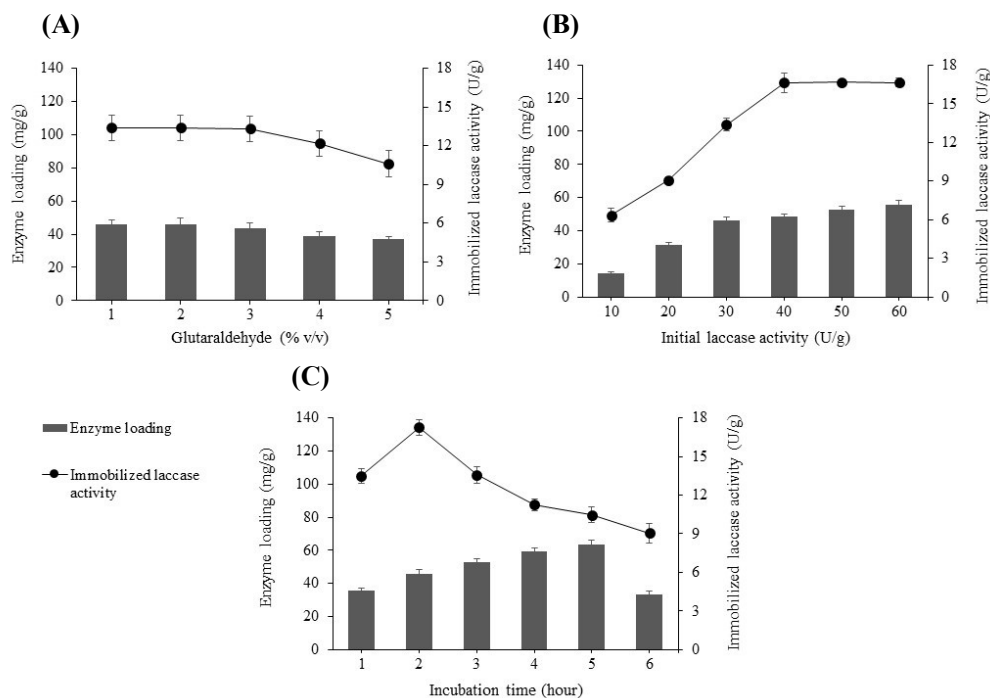 (A)
Enzyme loading (mg/g)
140
120
100
80
60
40
20
0
18
15
12
9
6
3
0
Immobilized laccase activity (U/g)
1 2 3 4 5
Glutaraldehyde (% v/v)
(B)
Enzyme loading (mg/g)
140
120
100
80
60
40
20
0
18
15
12
9
6
3
0
Immobilized laccase activity (U/g)
10 20 30 40 50 60
Initial laccase activity (U/g)
(C)
Enzyme loading
Immobilized laccase
activity
Enzyme loading (mg/g)
140
120
100
80
60
40
20
0
18
15
12
9
6
3
0
Immobilized laccase activity (U/g)
1 2 3 4 5 6
Incubation time (hour)